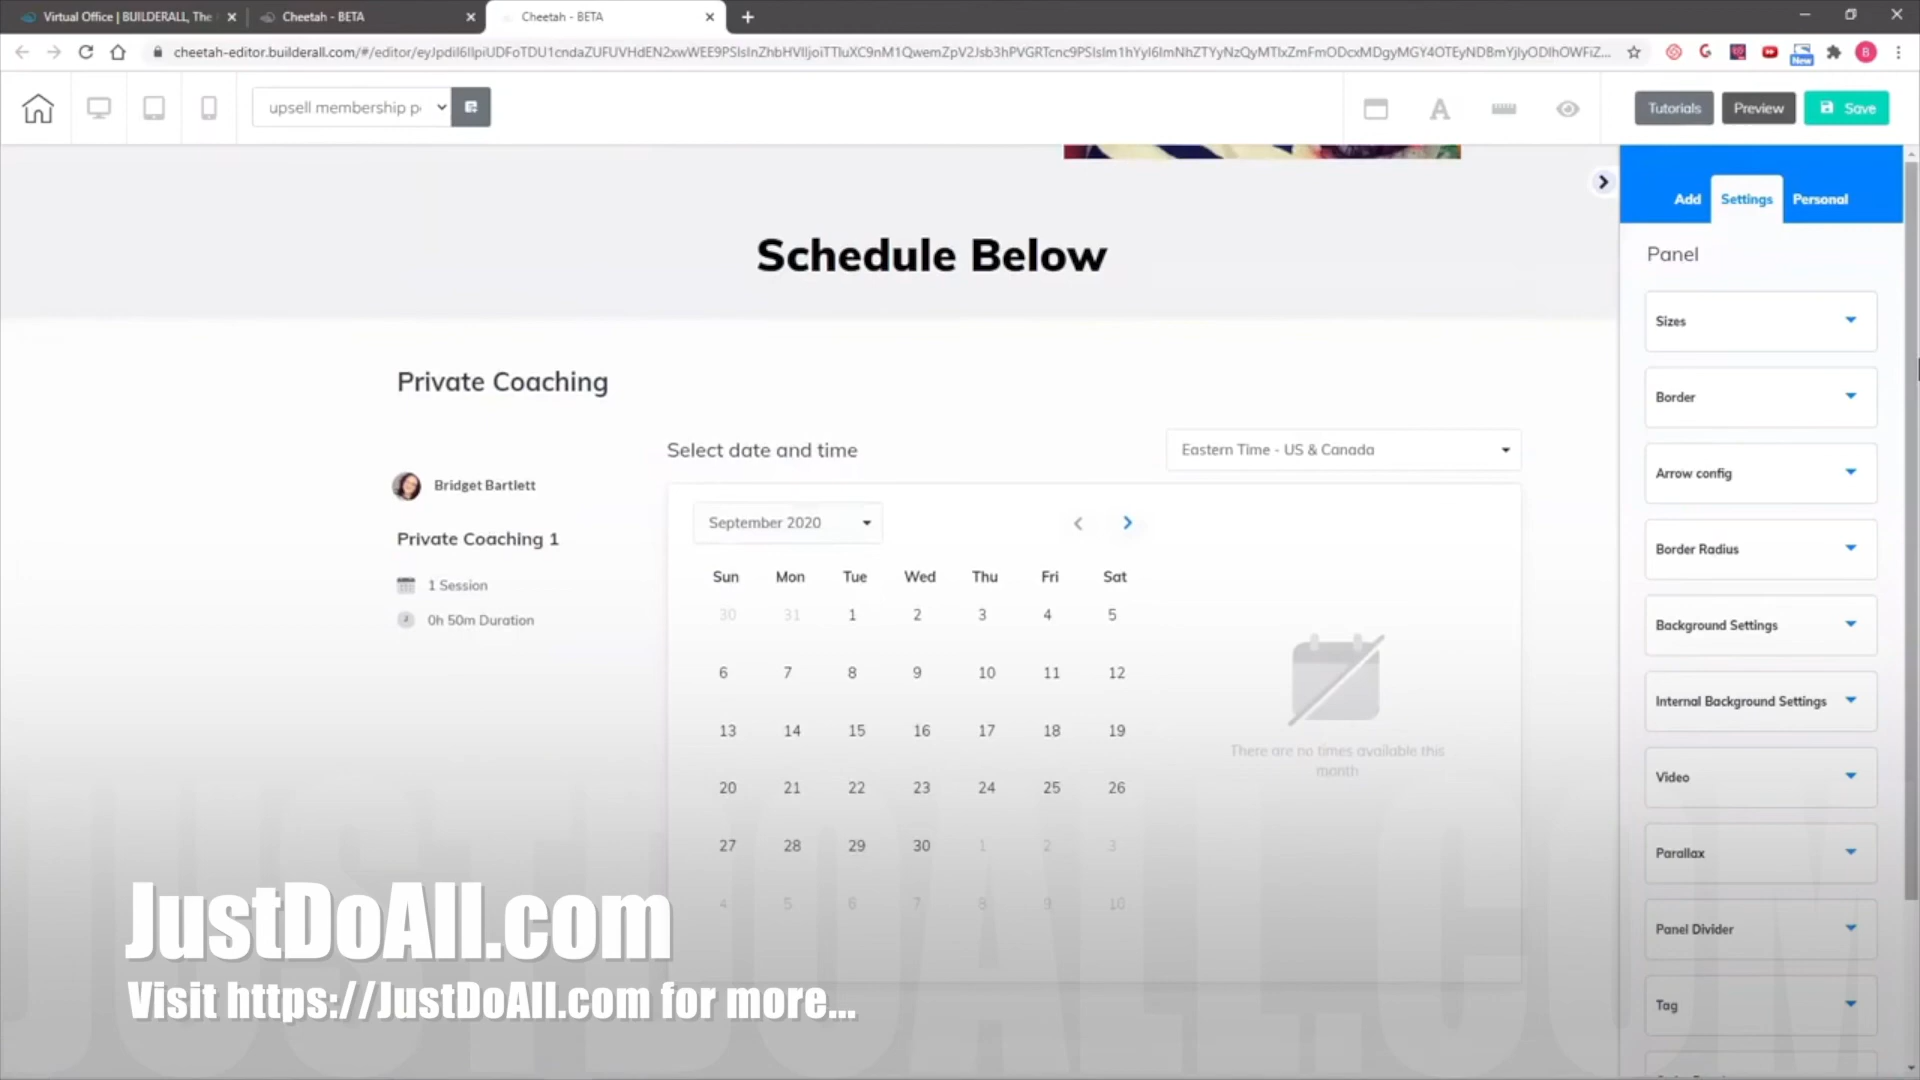 Virtual Office | BUILDERALL, The
Cheetah - BETA
Cheetah - BETA
upsell membership p
Tutorials
Preview
Save
New
B
Add
Settings
Personal
Panel
Sizes
Border
Arrow config
Border Radius
Background Settings
Internal Background Settings
Video
Parallax
Panel Divider
Tag
Schedule Below
Private Coaching
Bridget Bartlett
Private Coaching 1
1 Session
0h 50m Duration
Select date and time
Eastern Time - US & Canada
September 2020
Sun Mon Tue Wed Thu Fri Sat
30 31 1 2 3 4 5
6 7 8 9 10 11 12
13 14 15 16 17 18 19
20 21 22 23 24 25 26
27 28 29 30 1 2 3
4 5 6 7 8 9 10
There are no times available this
month
JustDoAll.com
Visit https://JustDoAll.com for more...
JUSTDOALL.COM